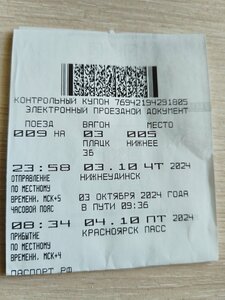 КОНТРОЛЬНЫЙ КУПОН 76942194291805
ЭЛЕКТРОННЫЙ ПРОЕЗДНОЙ ДОКУМЕНТ
ПОЕЗД ВАГОН МЕСТО
009 НА 03 005
ПЛАЦК НИЖНЕЕ
3Б
23:58 03.10 ЧТ 2024
ОТПРАВЛЕНИЕ НИЖНЕУДИНСК
ПО МЕСТНОМУ
ВРЕМЕНИ. МСК+5 03 ОКТЯБРЯ 2024 ГОДА
ЧАСОВОЙ ПОЯС В ПУТИ 09:36
08:34 04.10 ПТ 2024
ПРИБЫТИЕ КРАСНОЯРСК ПАСС
ПО МЕСТНОМУ
ВРЕМЕНИ. МСК+4
ПАСПОРТ РФ